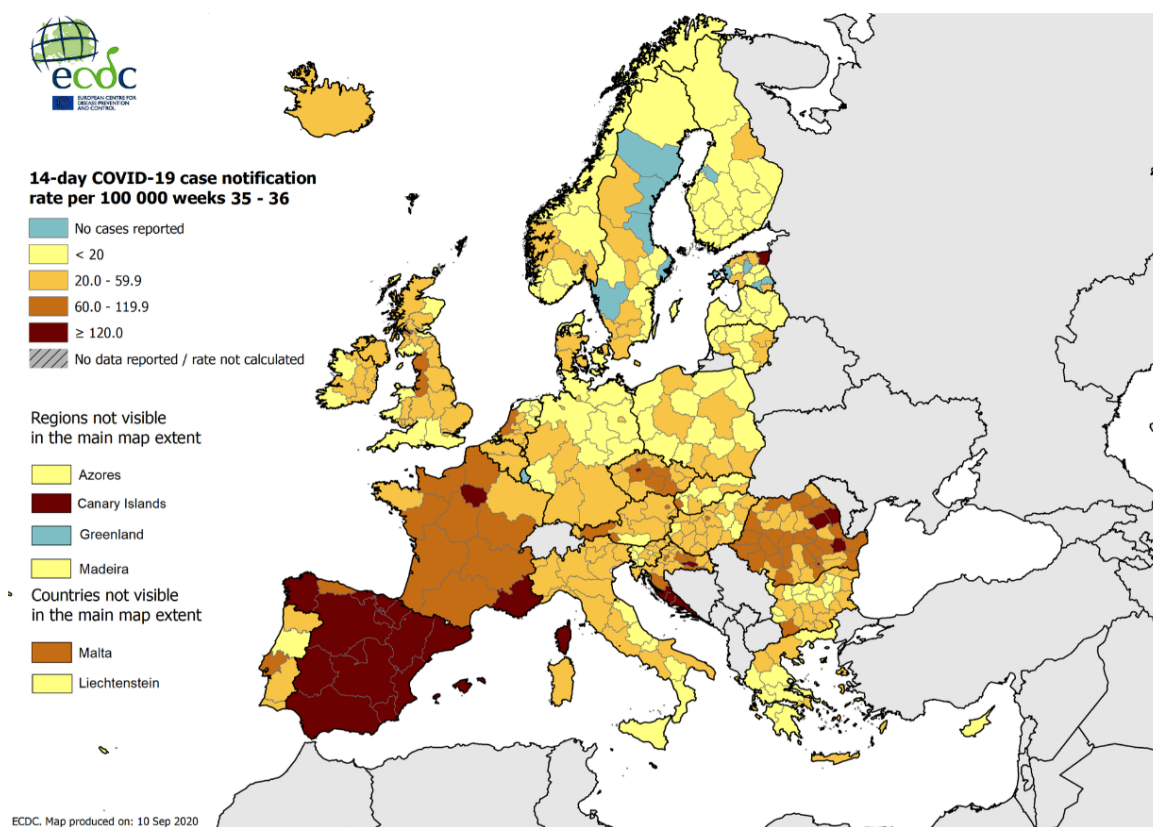 ecdc
EUROPEAN CENTRE FOR
DISEASE PREVENTION
AND CONTROL
14-day COVID-19 case notification
rate per 100 000 weeks 35 - 36
No cases reported
< 20
20.0 - 59.9
60.0 - 119.9
≥ 120.0
No data reported / rate not calculated
Regions not visible
in the main map extent
Azores
Canary Islands
Greenland
Madeira
Countries not visible
in the main map extent
Malta
Liechtenstein
ECDC. Map produced on: 10 Sep 2020